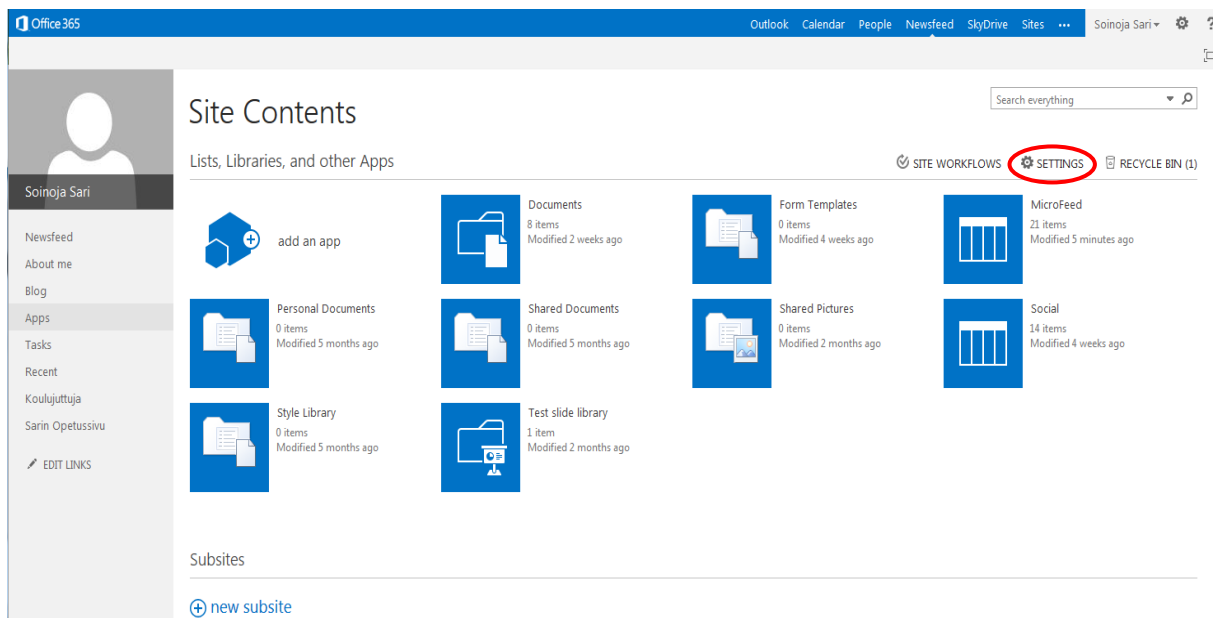 Office 365
Outlook Calendar People Newsfeed SkyDrive Sites ••• Soinoja Sari ?
Search everything
Site Contents
Lists, Libraries, and other Apps
SITE WORKFLOWS SETTINGS RECYCLE BIN (1)
Soinoja Sari
Newsfeed
About me
Blog
Apps
Tasks
Recent
Koulujuttuja
Sarin Opetussivu
EDIT LINKS
add an app
Documents
8 items
Modified 2 weeks ago
Form Templates
0 items
Modified 4 weeks ago
MicroFeed
21 items
Modified 5 minutes ago
Personal Documents
0 items
Modified 5 months ago
Shared Documents
0 items
Modified 5 months ago
Shared Pictures
0 items
Modified 2 months ago
Social
14 items
Modified 4 weeks ago
Style Library
0 items
Modified 5 months ago
Test slide library
1 item
Modified 2 months ago
Subsites
new subsite